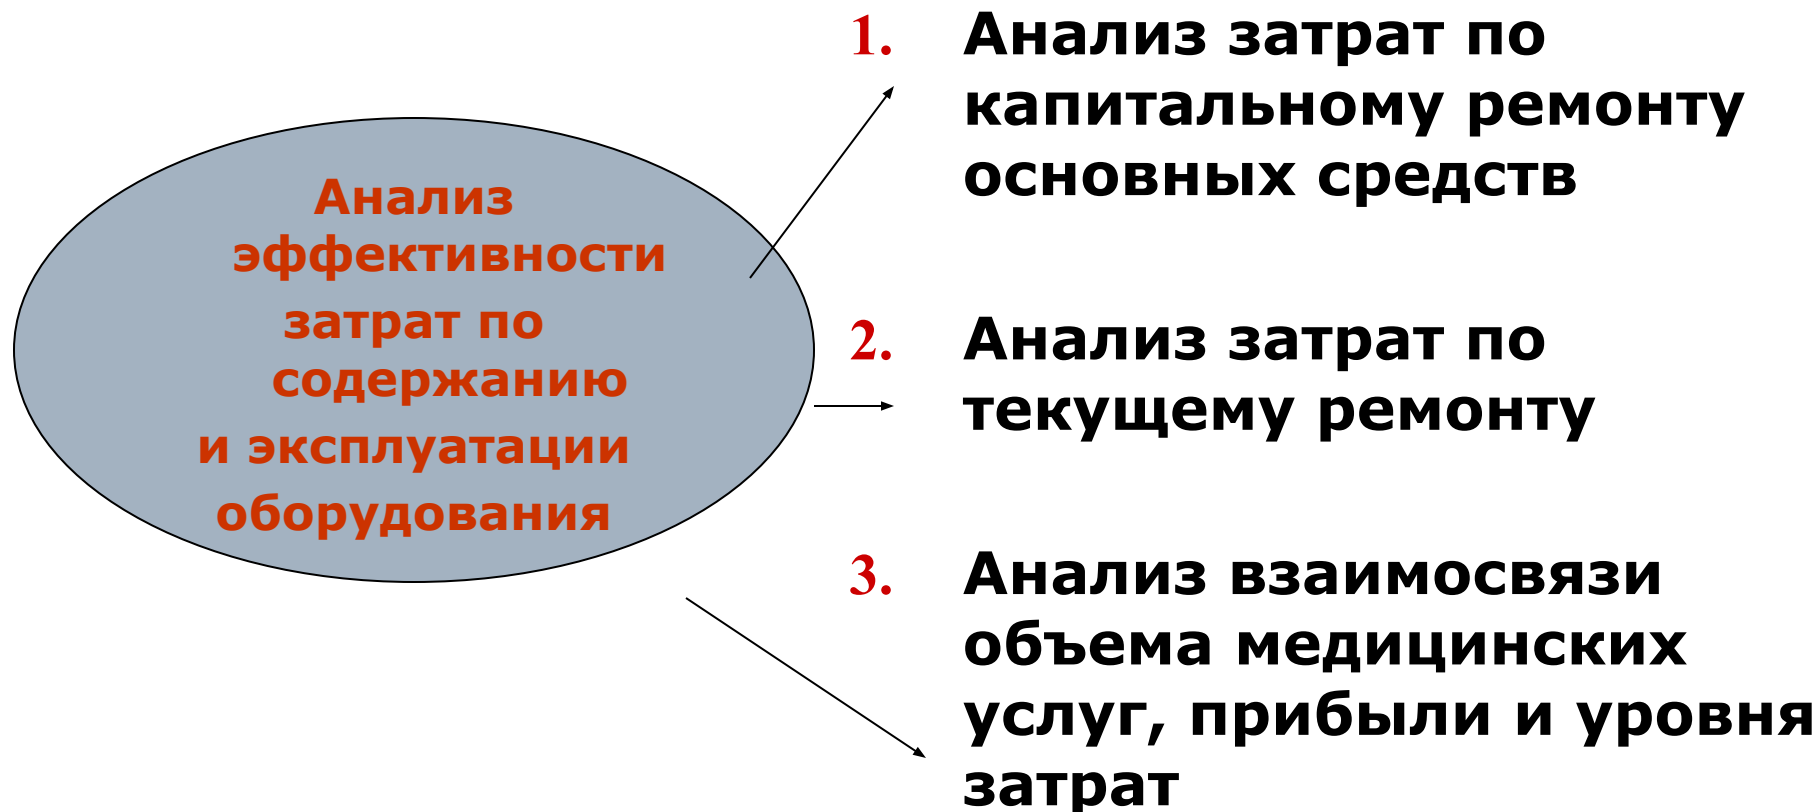 Анализ
эффективности
затрат по
содержанию
и эксплуатации
оборудования
1. Анализ затрат по
капитальному ремонту
основных средств
2. Анализ затрат по
текущему ремонту
3. Анализ взаимосвязи
объема медицинских
услуг, прибыли и уровня
затрат